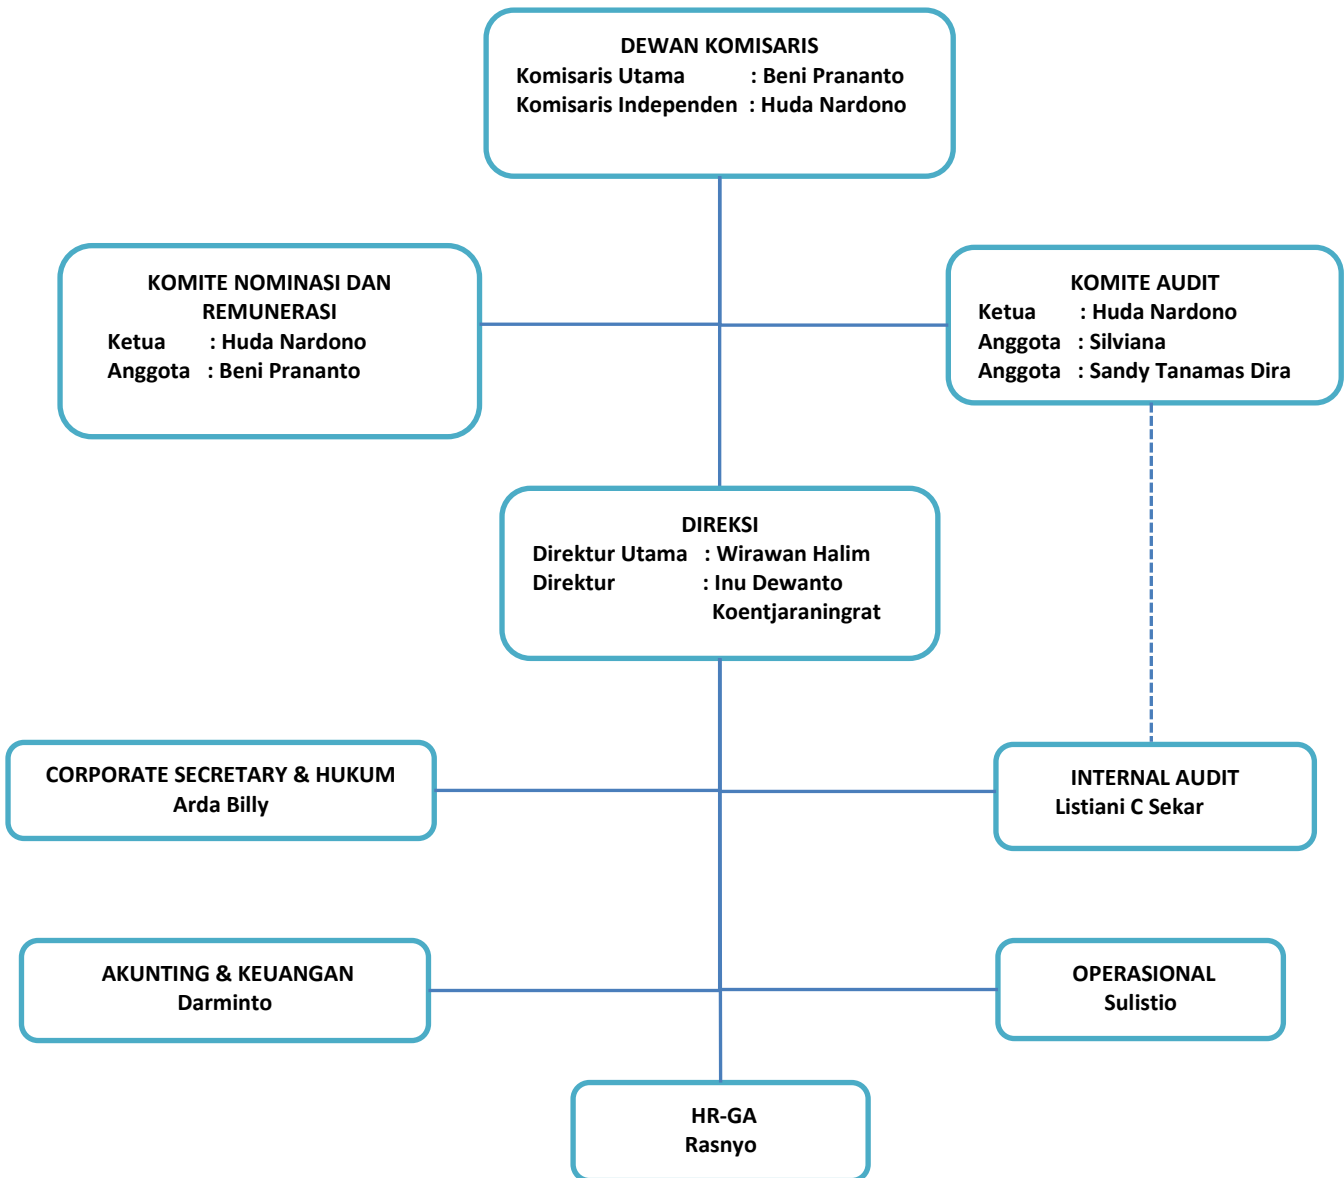 DEWAN KOMISARIS
Komisaris Utama : Beni Prananto
Komisaris Independen : Huda Nardono
KOMITE NOMINASI DAN
REMUNERASI
Ketua : Huda Nardono
Anggota : Beni Prananto
KOMITE AUDIT
Ketua : Huda Nardono
Anggota : Silviana
Anggota : Sandy Tanamas Dira
DIREKSI
Direktur Utama : Wirawan Halim
Direktur : Inu Dewanto
Koentjaraningrat
CORPORATE SECRETARY & HUKUM
Arda Billy
INTERNAL AUDIT
Listiani C Sekar
AKUNTING & KEUANGAN
Darminto
OPERASIONAL
Sulistio
HR-GA
Rasnyo